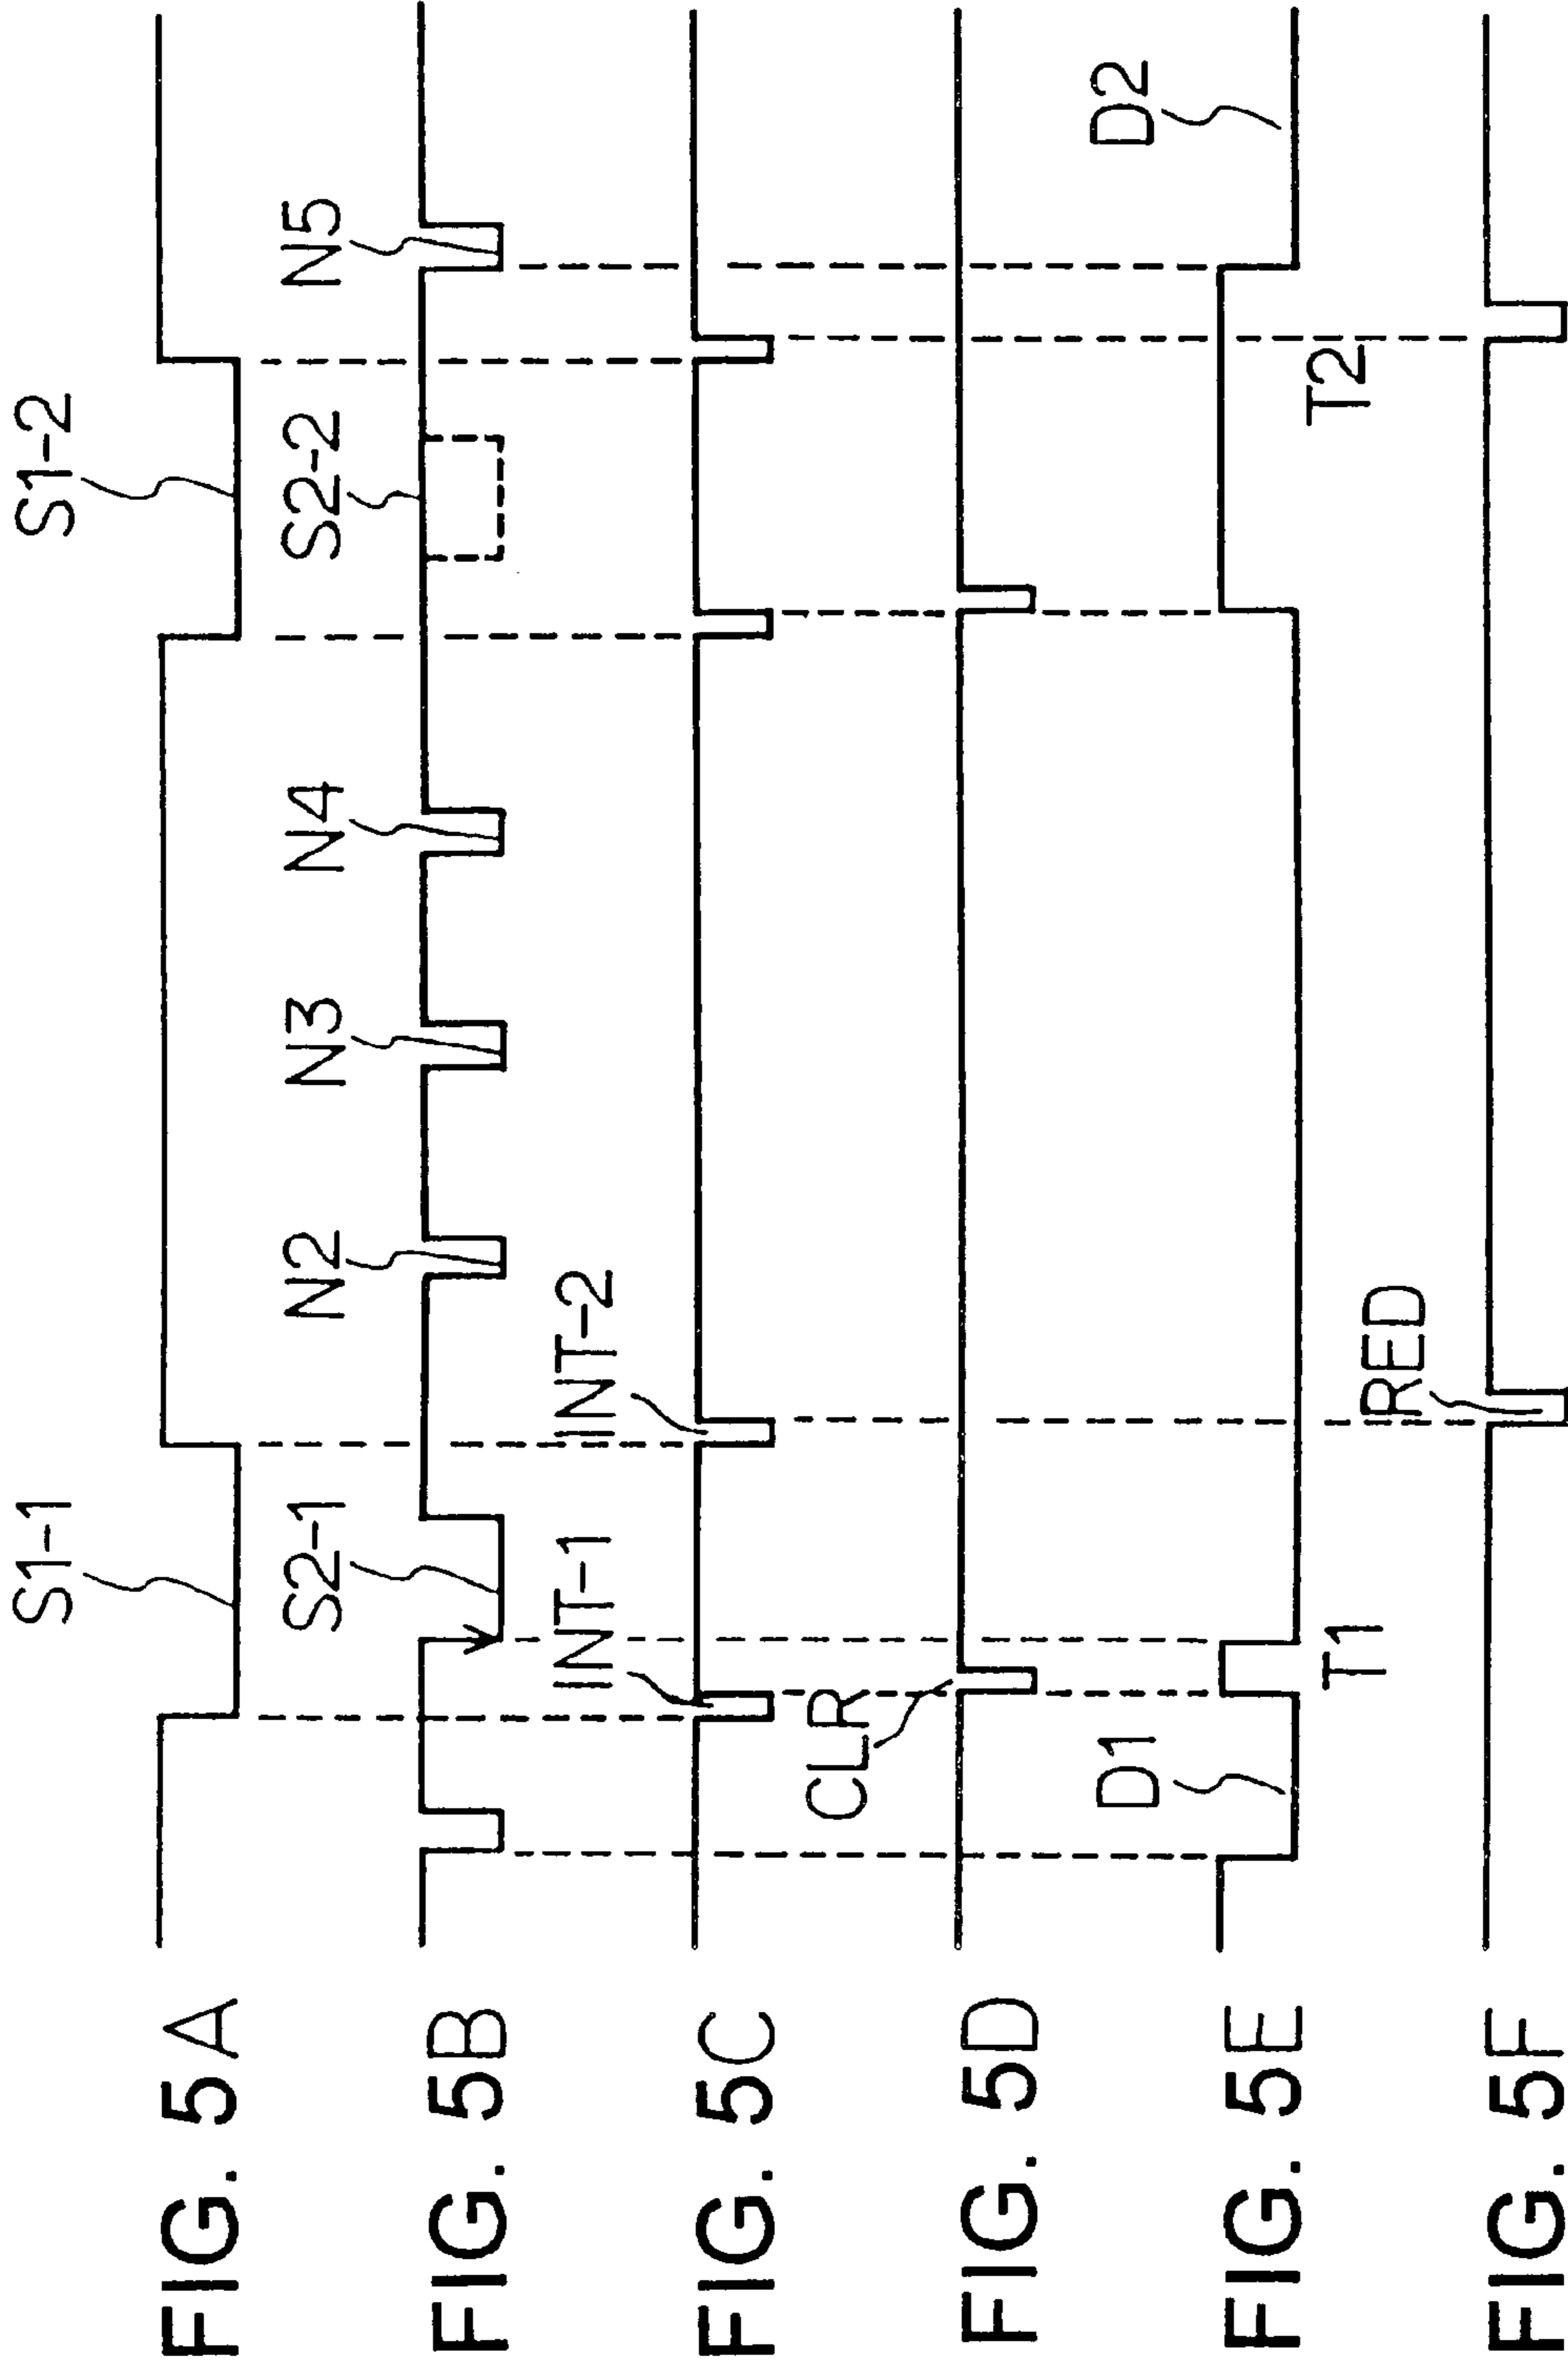 FIG. 5A
S1-1
S1-2
FIG. 5B
S2-1
N2
N3
N4
S2-2
N5
FIG. 5C
INT-1
INT-2
FIG. 5D
CLR
FIG. 5E
D1
T1
T2
D2
FIG. 5F
RED